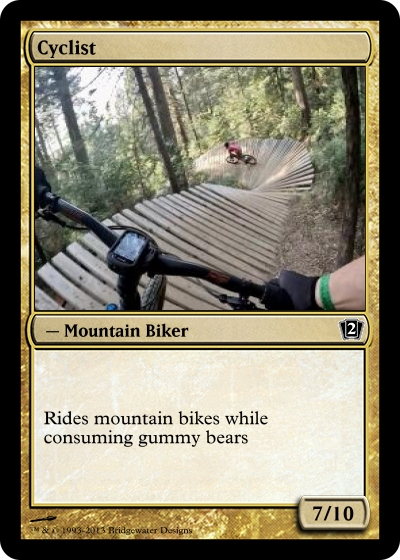 Cyclist
— Mountain Biker
2
Rides mountain bikes while
consuming gummy bears
7/10
™ & © 1993-2013 Bridgewater Designs